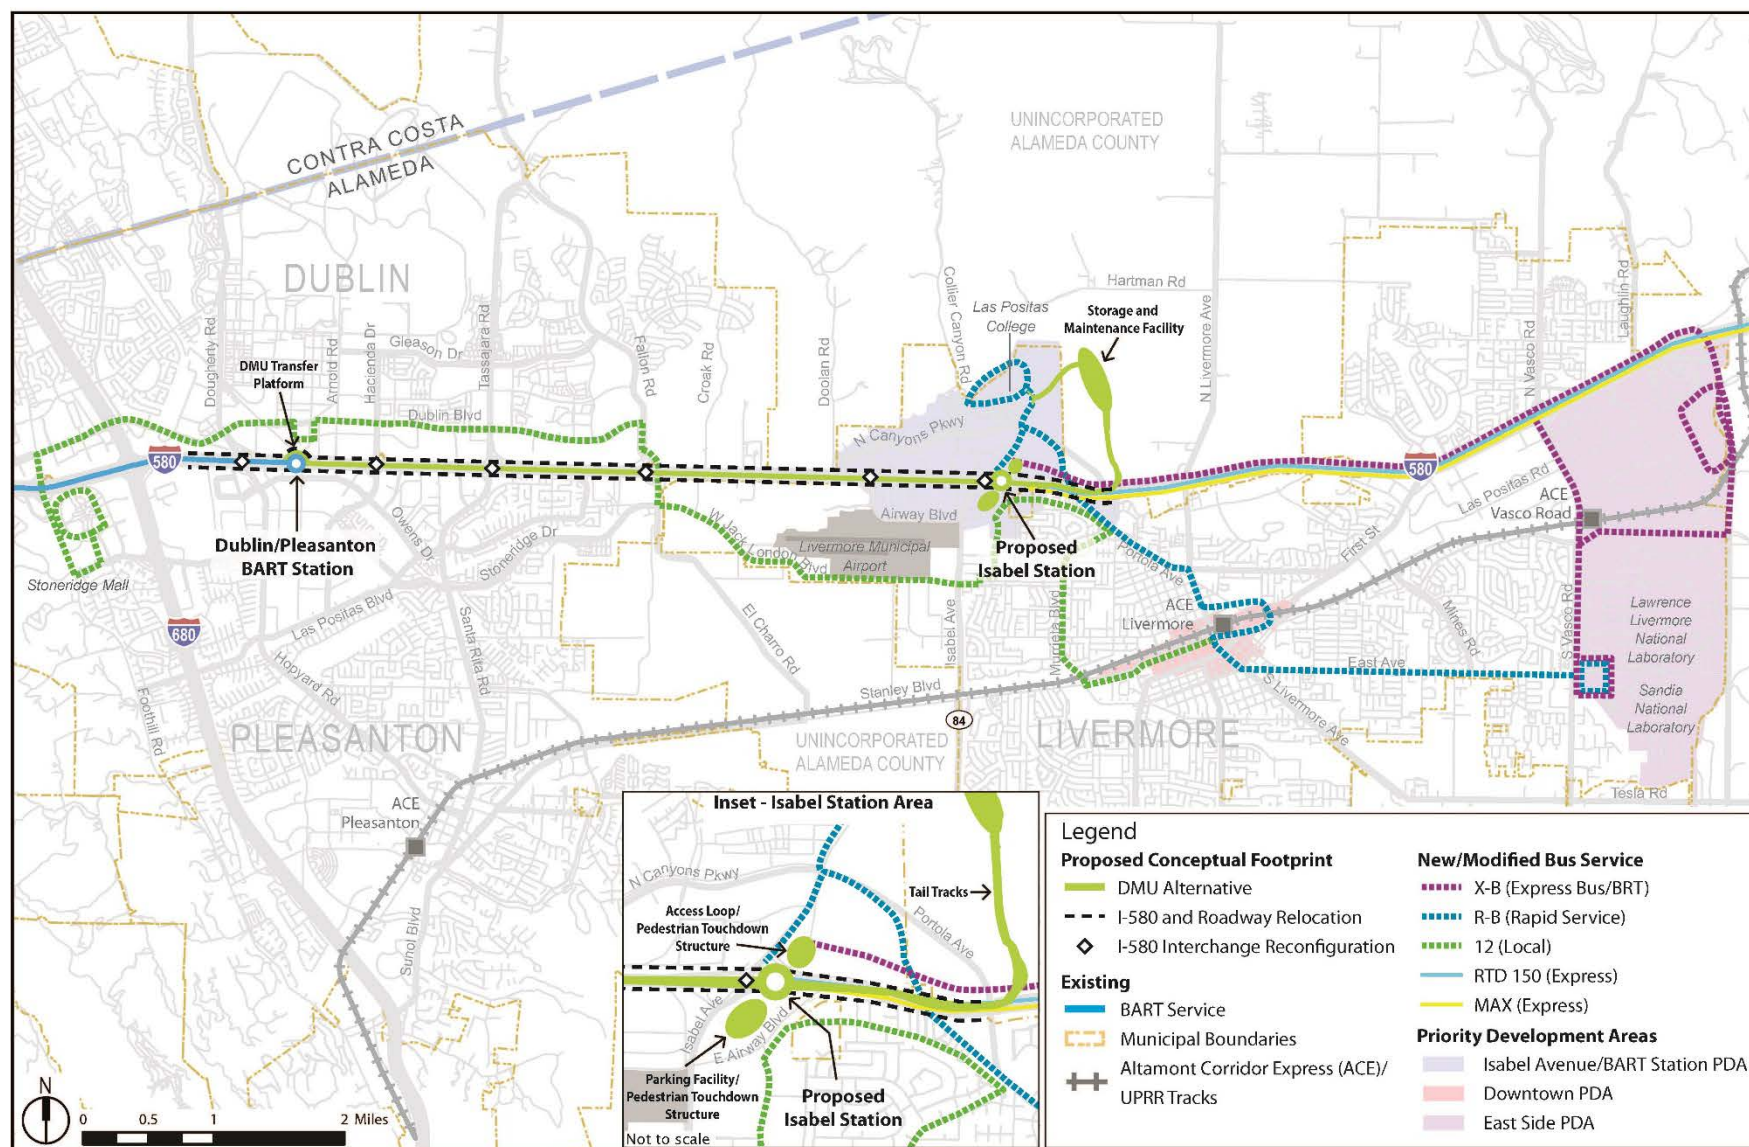 CONTRA COSTA
ALAMEDA
UNINCORPORATED
ALAMEDA COUNTY
DUBLIN
Hartman Rd
Collier Canyon Rd
Las Positas
College
Storage and
Maintenance Facility
N Livermore Ave
N Vasco Rd
Laughlin Rd
Dougherty Rd
DMU Transfer
Platform
Arnold Rd
Hacienda Dr
Gleason Dr
Tassajara Rd
Fallon Rd
Croak Rd
Doolan Rd
Dublin Blvd
N Canyons Pkwy
580
580
Las Positas Rd
ACE
Vasco Road
Owens Dr
Stoneridge Dr
W Jack London Blvd
Airway Blvd
Livermore Municipal
Airport
Dublin/Pleasanton
BART Station
Proposed
Isabel Station
Portola Ave
First St
Stoneridge Mall
Las Positas Blvd
680
Santa Rita Rd
El Charro Rd
Isabel Ave
Murrieta Blvd
ACE
Livermore
Mines Rd
S Vasco Rd
Lawrence
Livermore
National
Laboratory
East Ave
Hopyard Rd
Foothill Rd
Stanley Blvd
84
S Livermore Ave
Sandia
National
Laboratory
PLEASANTON
UNINCORPORATED
ALAMEDA COUNTY
LIVERMORE
Tesla Rd
ACE
Pleasanton
Sunol Blvd
Inset - Isabel Station Area
N Canyons Pkwy
Tail Tracks
Access Loop/
Pedestrian Touchdown
Structure
Portola Ave
Isabel Ave
E Airway Blvd
Parking Facility/
Pedestrian Touchdown
Structure
Proposed
Isabel Station
Not to scale
N
0 0.5 1 2 Miles
Legend
Proposed Conceptual Footprint
DMU Alternative
I-580 and Roadway Relocation
I-580 Interchange Reconfiguration
Existing
BART Service
Municipal Boundaries
Altamont Corridor Express (ACE)/
UPRR Tracks
New/Modified Bus Service
X-B (Express Bus/BRT)
R-B (Rapid Service)
12 (Local)
RTD 150 (Express)
MAX (Express)
Priority Development Areas
Isabel Avenue/BART Station PDA
Downtown PDA
East Side PDA